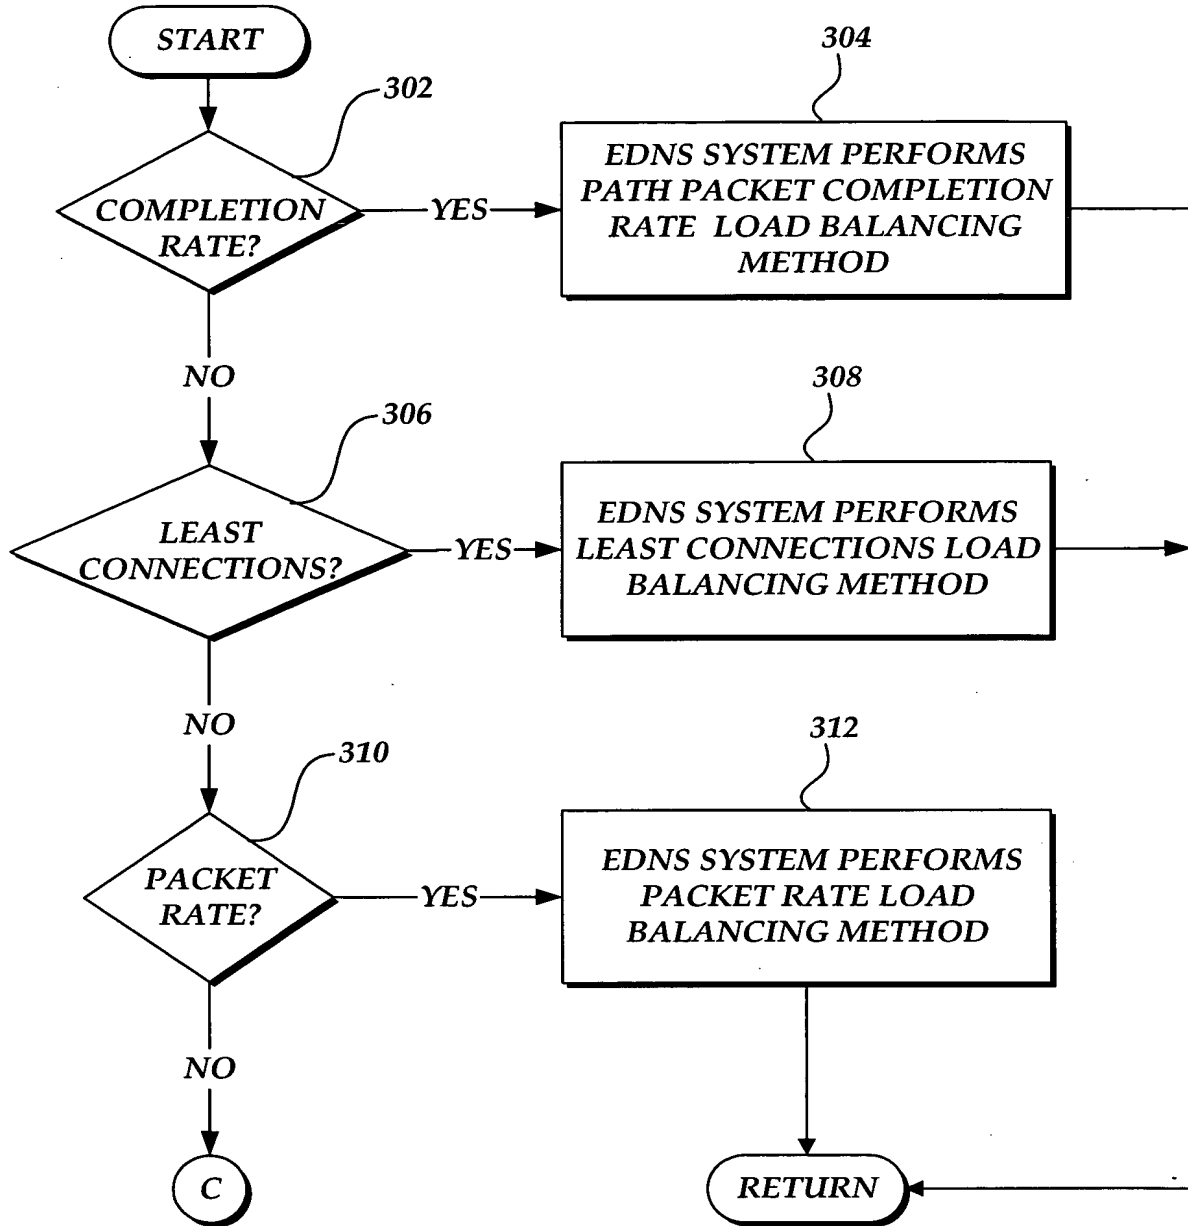 START
302
304
COMPLETION
RATE?
YES
EDNS SYSTEM PERFORMS
PATH PACKET COMPLETION
RATE LOAD BALANCING
METHOD
NO
306
308
LEAST
CONNECTIONS?
YES
EDNS SYSTEM PERFORMS
LEAST CONNECTIONS LOAD
BALANCING METHOD
NO
310
312
PACKET
RATE?
YES
EDNS SYSTEM PERFORMS
PACKET RATE LOAD
BALANCING METHOD
NO
C
RETURN